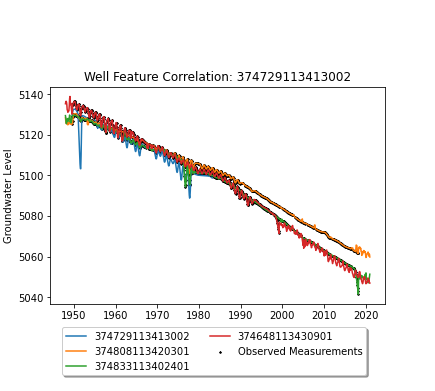 Well Feature Correlation: 374729113413002
5140
5120
5100
5080
5060
5040
Groundwater Level
1950 1960 1970 1980 1990 2000 2010 2020
374729113413002
374808113420301
374833113402401
374648113430901
Observed Measurements